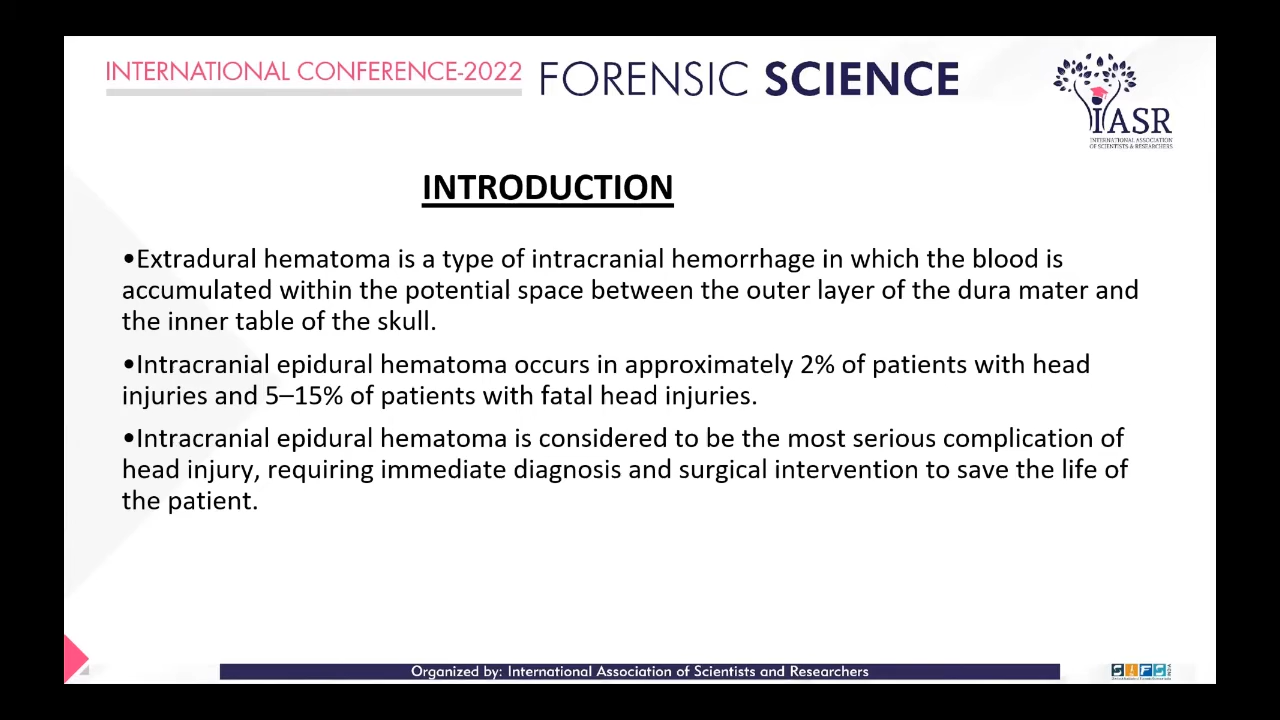 INTERNATIONAL CONFERENCE-2022 FORENSIC SCIENCE
IASR
INTERNATIONAL ASSOCIATION
OF SCIENTISTS & RESEARCHERS
INTRODUCTION
•Extradural hematoma is a type of intracranial hemorrhage in which the blood is
accumulated within the potential space between the outer layer of the dura mater and
the inner table of the skull.
•Intracranial epidural hematoma occurs in approximately 2% of patients with head
injuries and 5–15% of patients with fatal head injuries.
•Intracranial epidural hematoma is considered to be the most serious complication of
head injury, requiring immediate diagnosis and surgical intervention to save the life of
the patient.
Organized by: International Association of Scientists and Researchers
SIFS